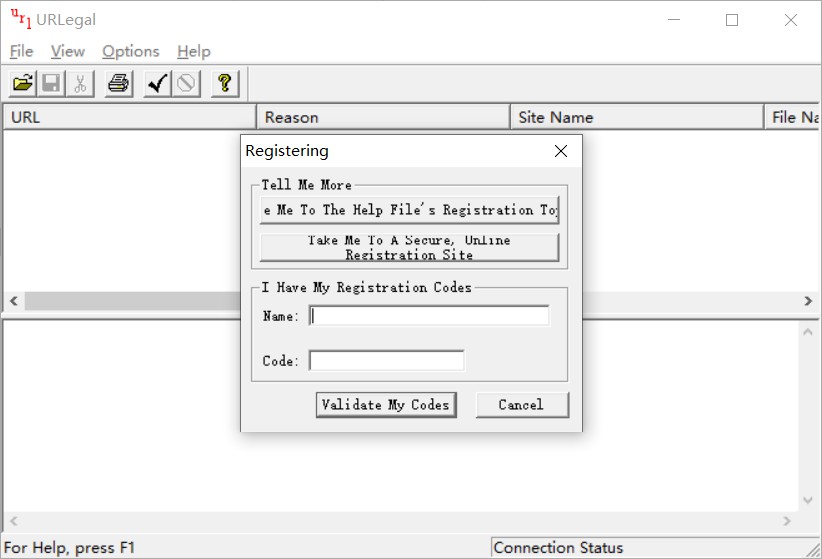 url URLegal
File View Options Help
URL Reason Site Name File Na
Registering
Tell Me More
e Me To The Help File's Registration To
Take Me To A Secure, Online
Registration Site
I Have My Registration Codes
Name:
Code:
Validate My Codes Cancel
For Help, press F1 Connection Status